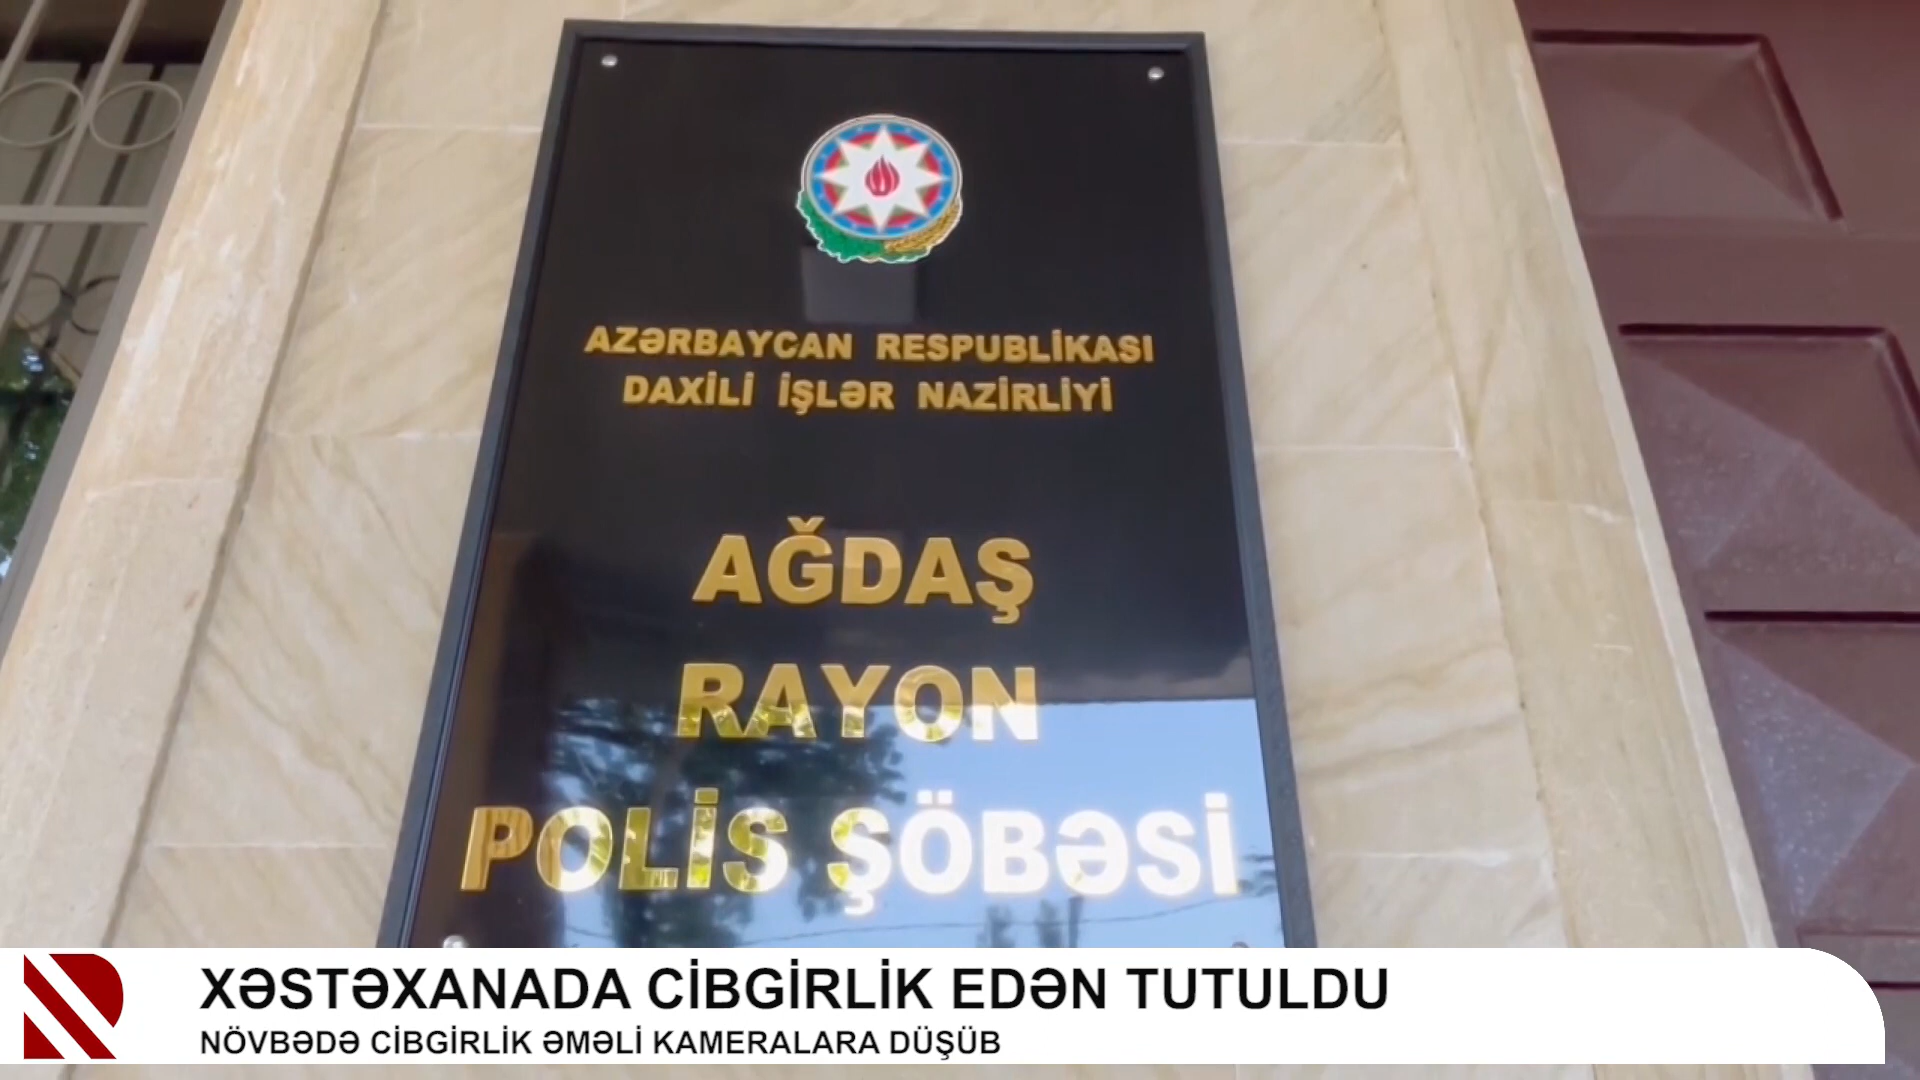 AZƏRBAYCAN RESPUBLİKASI
DAXİLİ İŞLƏR NAZİRLİYİ
AĞDAŞ
RAYON
POLİS ŞÖBƏSİ
XƏSTƏXANADA CİBGİRLİK EDƏN TUTULDU
NÖVBƏDƏ CİBGİRLİK ƏMƏLİ KAMERALARA DÜŞÜB